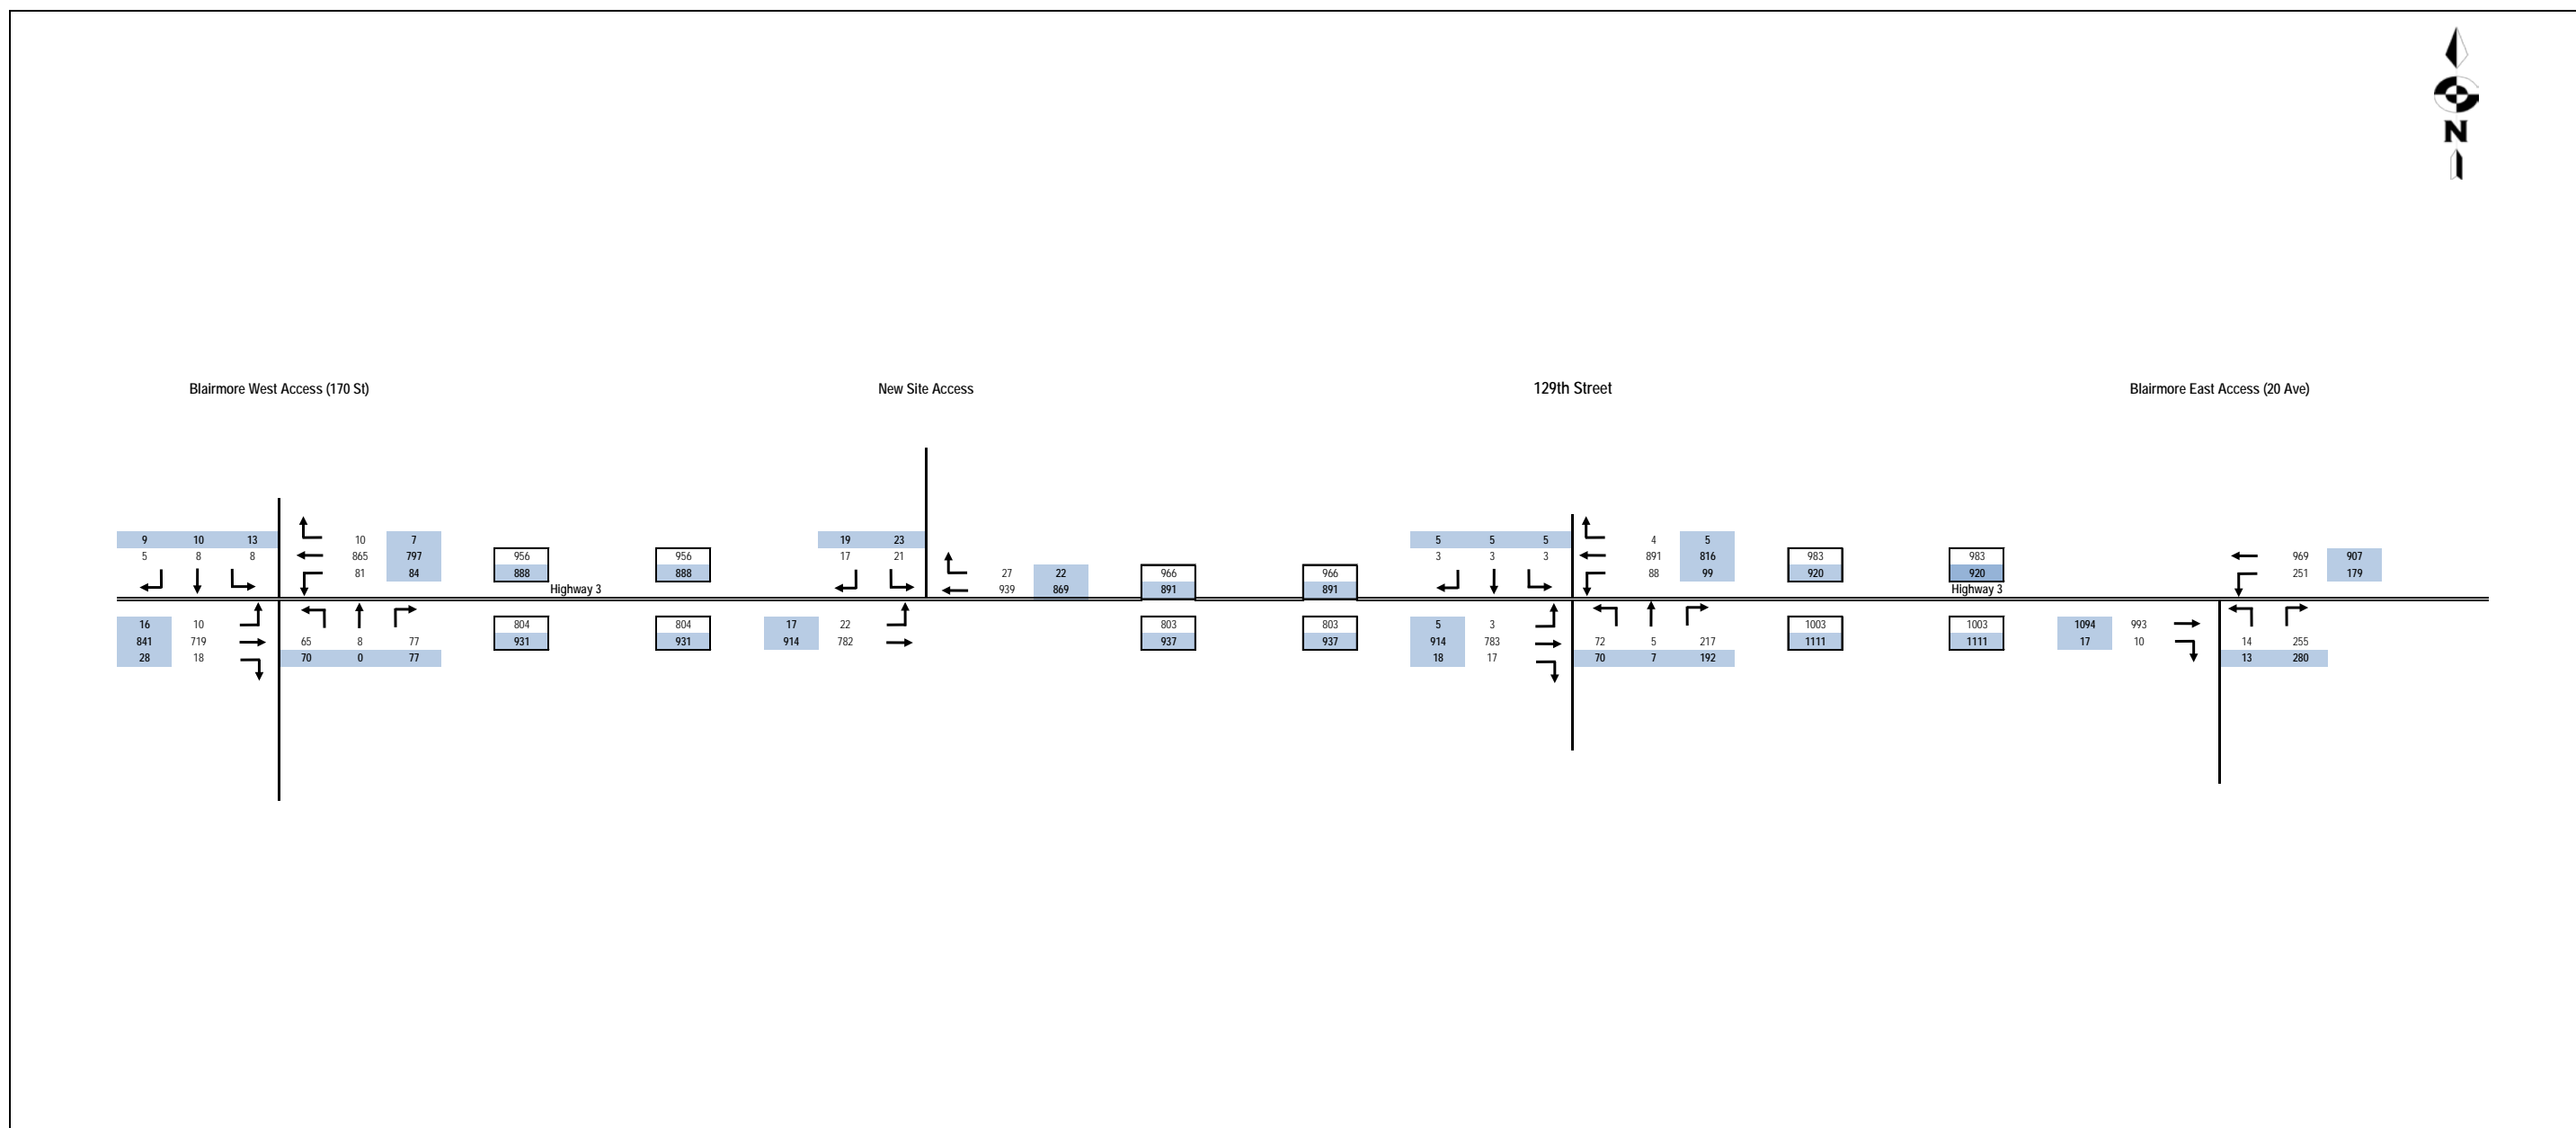 N
Blairmore West Access (170 St) New Site Access 129th Street Blairmore East Access (20 Ave)
9 10 13 10 7 19 23 5 5 5 4 5
5 8 8 865 797 956 956 17 21 3 3 3 891 816 983 983 969 907
81 84 888 888 27 22 966 966 88 99 920 920 251 179
Highway 3 939 869 891 891 Highway 3
16 10 804 804 17 22 803 803 5 3 1003 1003 1094 993
841 719 65 8 77 931 931 914 782 937 937 914 783 72 5 217 1111 1111 17 10 14 255
28 18 70 0 77 18 17 70 7 192 13 280